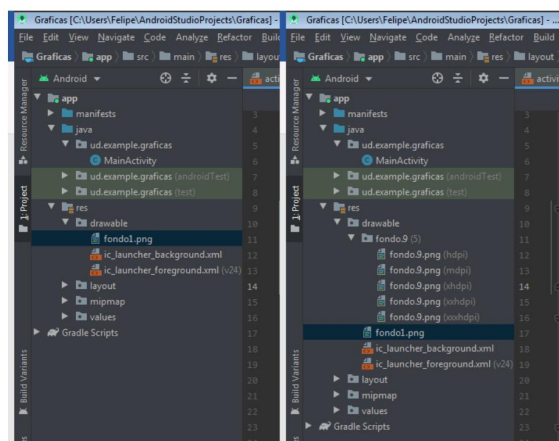 Graficas [C:\Users\Felipe\AndroidStudioProjects\Graficas] -
File Edit View Navigate Code Analyze Refactor Build
Graficas app src main res layout
Android
activ
Resource Manager
1: Project
Build Variants
app
manifests
java
ud.example.graficas
MainActivity
ud.example.graficas (androidTest)
ud.example.graficas (test)
res
drawable
fondo1.png
ic_launcher_background.xml
ic_launcher_foreground.xml (v24)
layout
mipmap
values
Gradle Scripts
3
4
5
6
7
8
9
10
11
12
13
14
15
16
17
18
19
20
21
22
23
24
Graficas [C:\Users\Felipe\AndroidStudioProjects\Graficas] - ...
File Edit View Navigate Code Analyze Refactor Build
Graficas app src main res layout
Android
activi
Resource Manager
1: Project
Build Variants
app
manifests
java
ud.example.graficas
MainActivity
ud.example.graficas (androidTest)
ud.example.graficas (test)
res
drawable
fondo.9 (5)
fondo.9.png (hdpi)
fondo.9.png (mdpi)
fondo.9.png (xhdpi)
fondo.9.png (xxhdpi)
fondo.9.png (xxxhdpi)
fondo1.png
ic_launcher_background.xml
ic_launcher_foreground.xml (v24)
layout
mipmap
values
Gradle Scripts
3
4
5
6
7
8
9
10
11
12
13
14
15
16
17
18
19
20
21
22
23
24